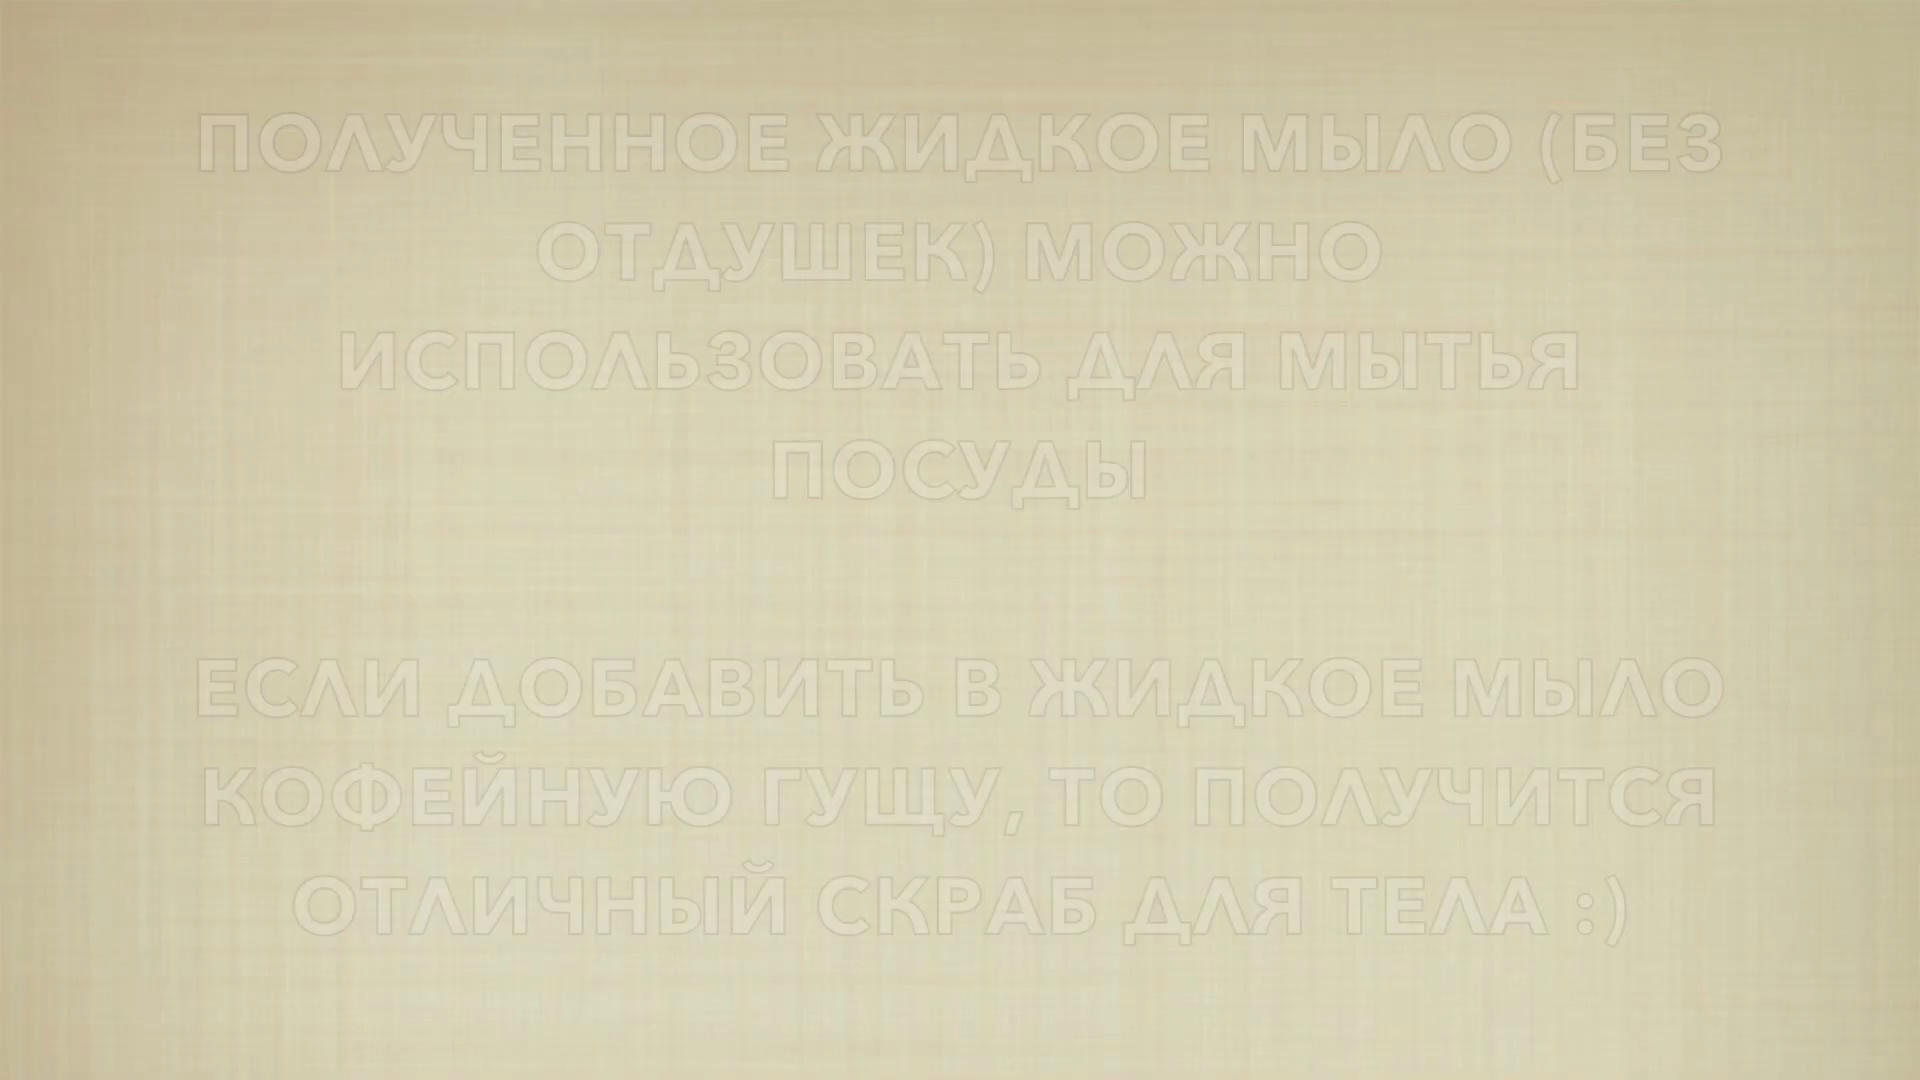 ПОЛУЧЕННОЕ ЖИДКОЕ МЫЛО (БЕЗ
ОТДУШЕК) МОЖНО
ИСПОЛЬЗОВАТЬ ДЛЯ МЫТЬЯ
ПОСУДЫ
ЕСЛИ ДОБАВИТЬ В ЖИДКОЕ МЫЛО
КОФЕЙНУЮ ГУЩУ, ТО ПОЛУЧИТСЯ
ОТЛИЧНЫЙ СКРАБ ДЛЯ ТЕЛА :)